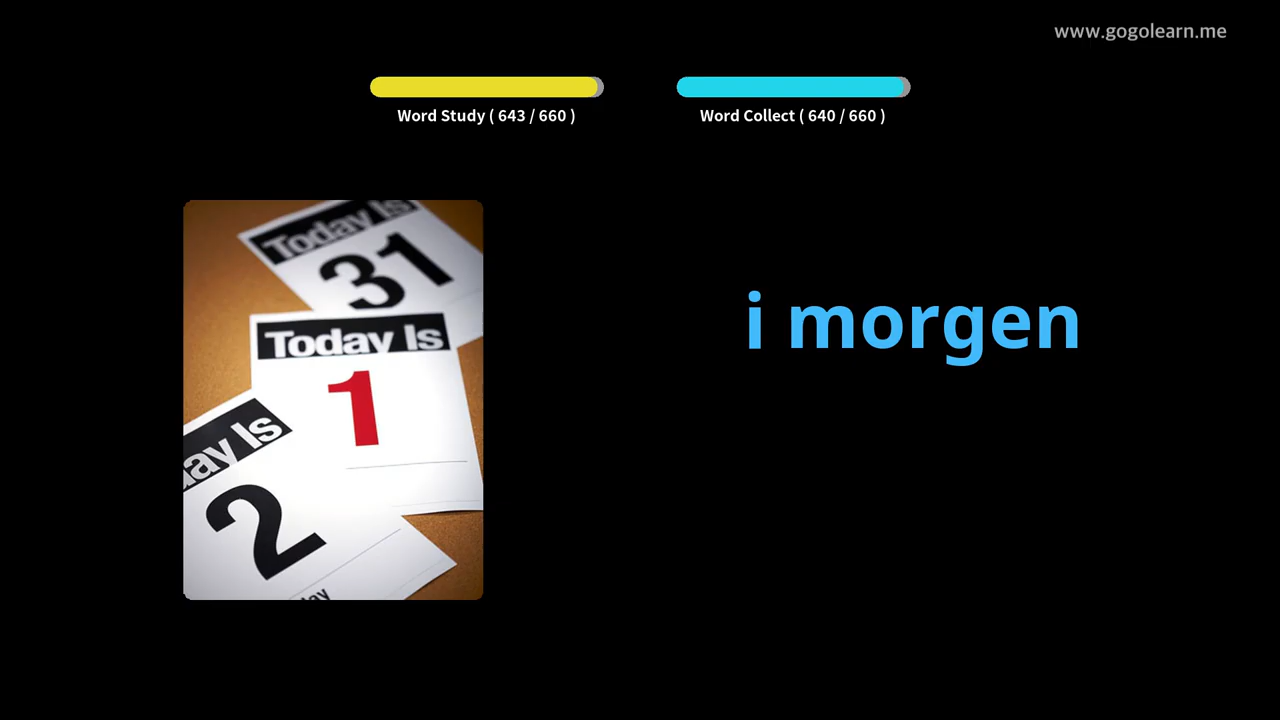 www.gogolearn.me
Word Study ( 643 / 660 )
Word Collect ( 640 / 660 )
Today Is
31
Today Is
1
ay Is
2
i morgen